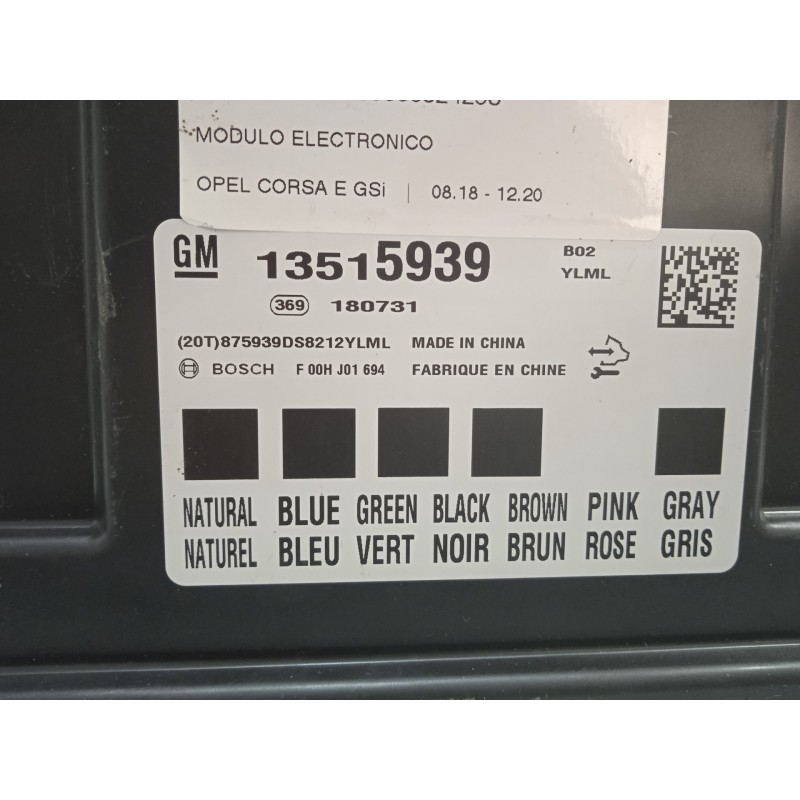 MODULO ELECTRONICO
OPEL CORSA E GSi | 08.18 - 12.20
GM 13515939 B02
YLML
369 180731
(20T)875939DS8212YLML MADE IN CHINA
BOSCH F 00H J01 694 FABRIQUE EN CHINE
NATURAL BLUE GREEN BLACK BROWN PINK GRAY
NATUREL BLEU VERT NOIR BRUN ROSE GRIS